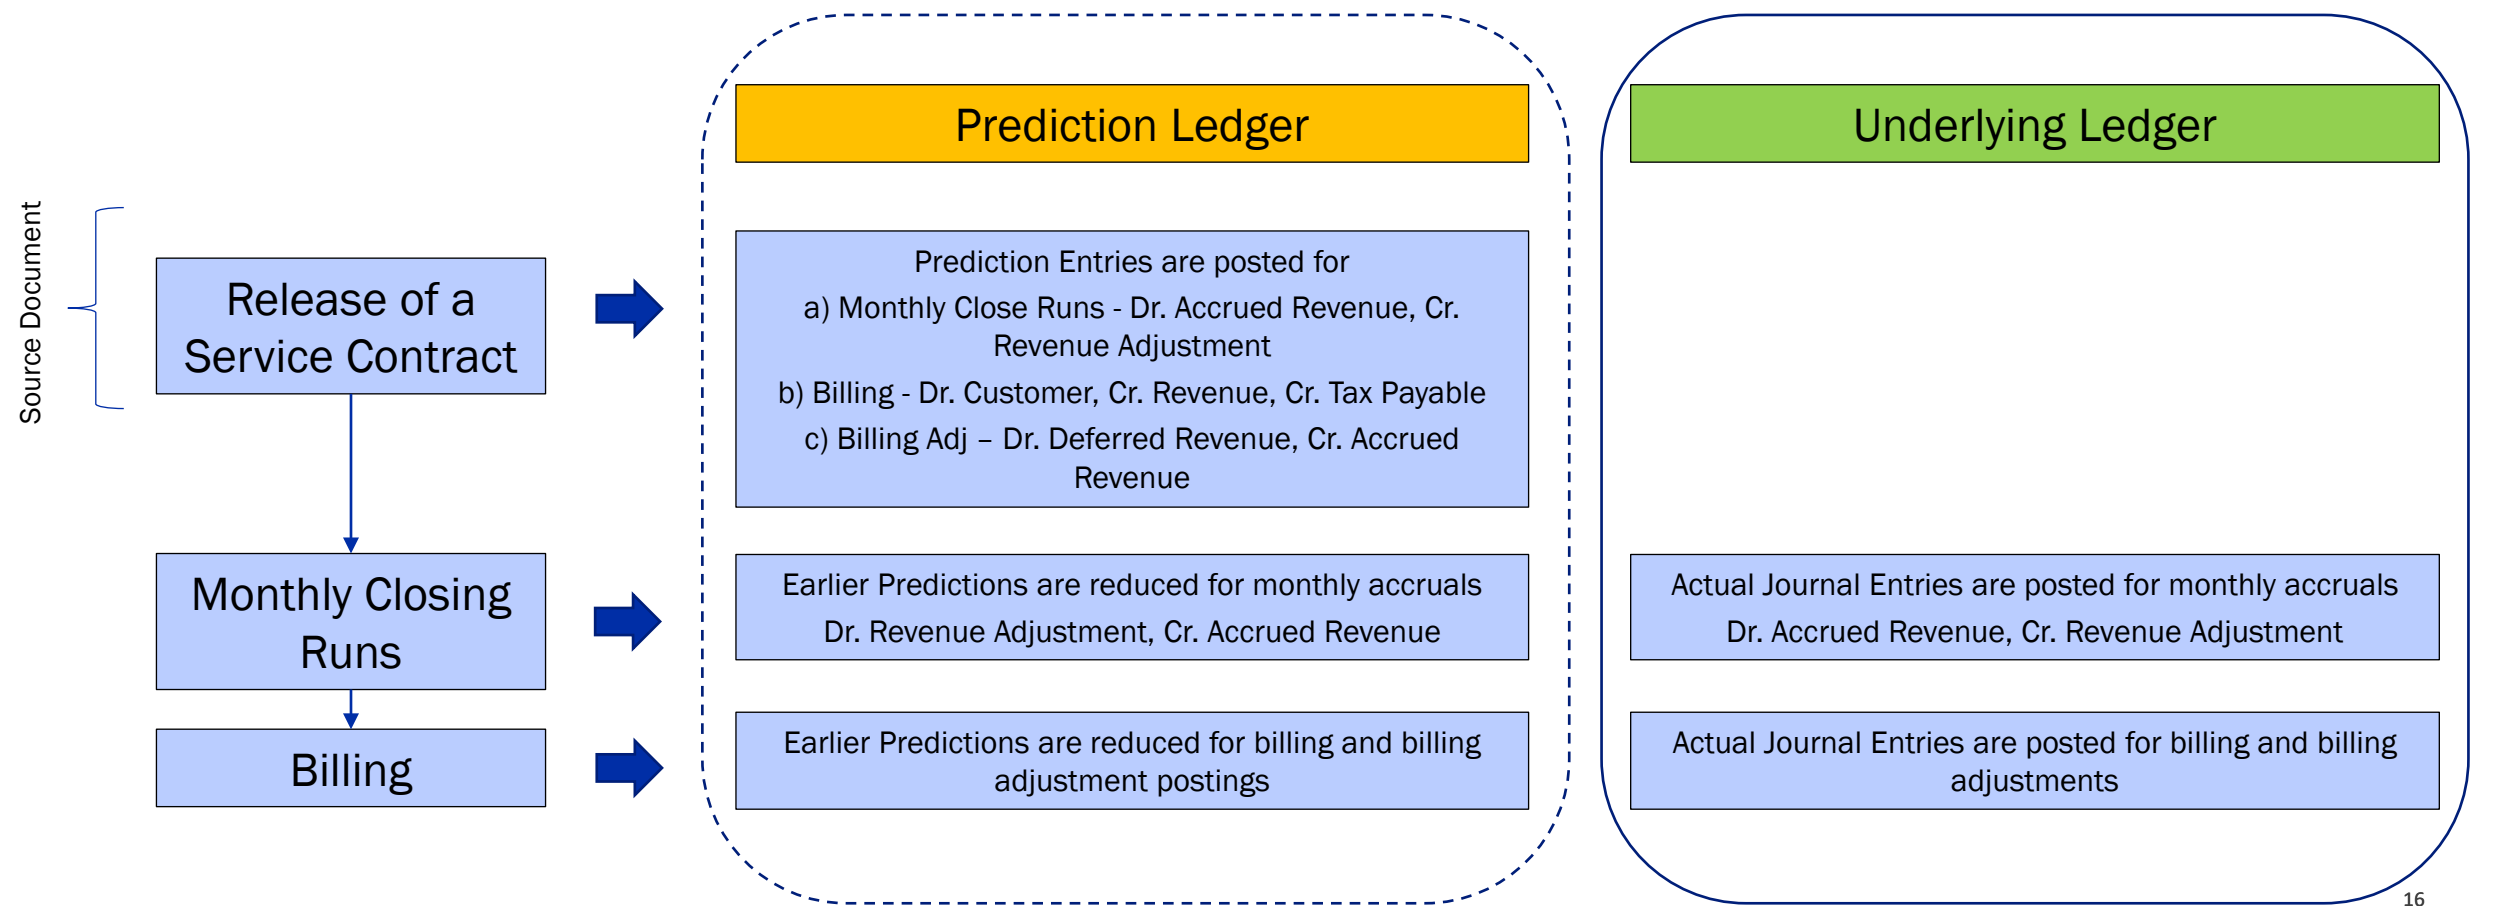 Prediction Ledger
Underlying Ledger
Source Document
Release of a
Service Contract
Prediction Entries are posted for
a) Monthly Close Runs - Dr. Accrued Revenue, Cr.
Revenue Adjustment
b) Billing - Dr. Customer, Cr. Revenue, Cr. Tax Payable
c) Billing Adj – Dr. Deferred Revenue, Cr. Accrued
Revenue
Monthly Closing
Runs
Earlier Predictions are reduced for monthly accruals
Dr. Revenue Adjustment, Cr. Accrued Revenue
Actual Journal Entries are posted for monthly accruals
Dr. Accrued Revenue, Cr. Revenue Adjustment
Billing
Earlier Predictions are reduced for billing and billing
adjustment postings
Actual Journal Entries are posted for billing and billing
adjustments
16